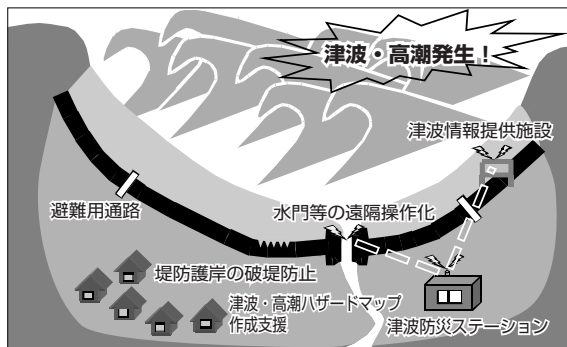 津波・高潮発生！
津波情報提供施設
避難用通路
水門等の遠隔操作化
堤防護岸の破堤防止
津波・高潮ハザードマップ
作成支援
津波防災ステーション